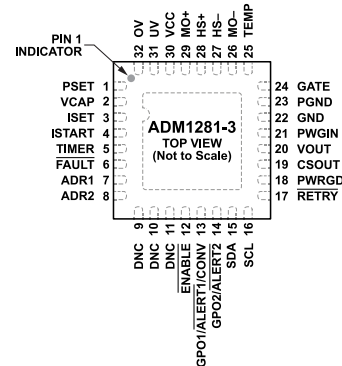 PIN 1
INDICATOR
32 OV
31 UV
30 VCC
29 MO+
28 HS+
27 HS–
26 MO–
25 TEMP
PSET 1
VCAP 2
ISET 3
ISTART 4
TIMER 5
FAULT 6
ADR1 7
ADR2 8
ADM1281-3
TOP VIEW
(Not to Scale)
24 GATE
23 PGND
22 GND
21 PWGIN
20 VOUT
19 CSOUT
18 PWRGD
17 RETRY
DNC 9
DNC 10
DNC 11
ENABLE 12
GPO1/ALERT1/CONV 13
GPO2/ALERT2 14
SDA 15
SCL 16